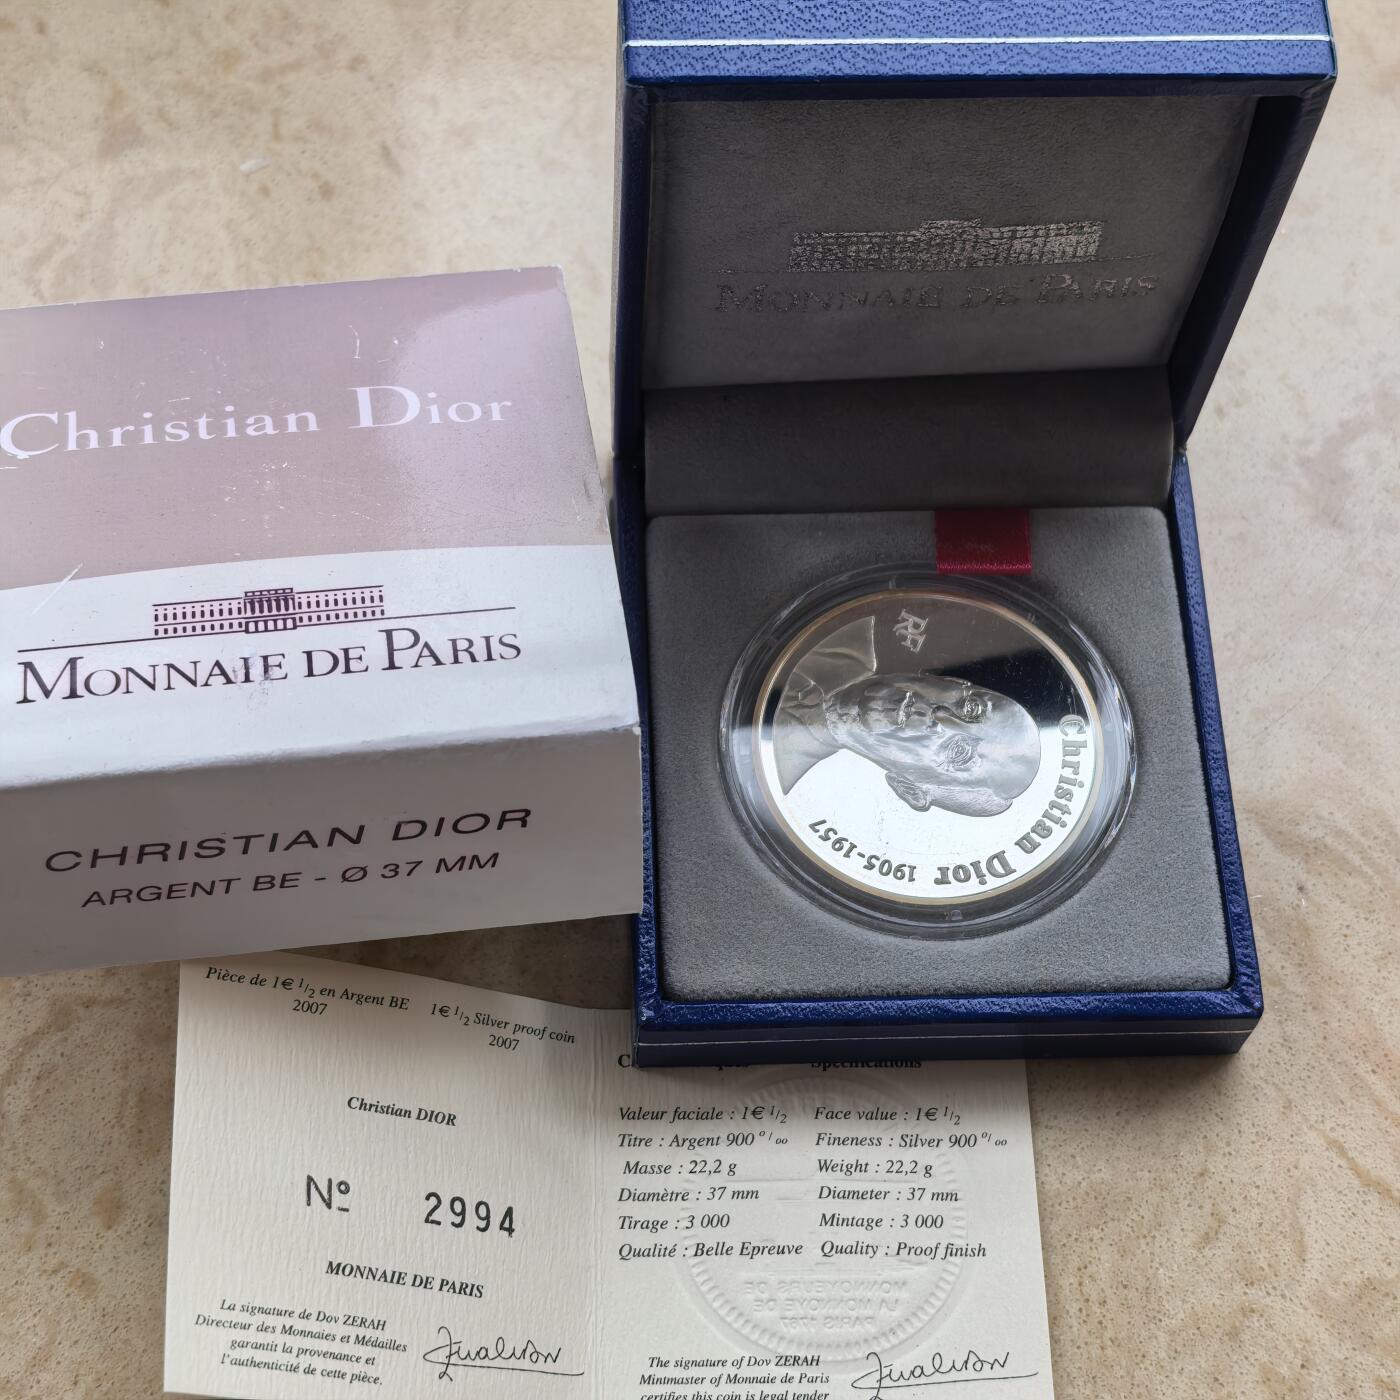 MONNAIE DE PARIS
Christian Dior
MONNAIE DE PARIS
CHRISTIAN DIOR
ARGENT BE - Ø 37 MM
RF
Christian Dior 1905-1957
Pièce de 1€ 1/2 en Argent BE
2007
1€ 1/2 Silver proof coin
2007
Christian DIOR
Nº 2994
MONNAIE DE PARIS
La signature de Dov ZERAH
Directeur des Monnaies et Médailles
garantit la provenance et
l'authenticité de cette pièce.
Specifications
Valeur faciale : 1€ 1/2
Titre : Argent 900 °/oo
Masse : 22,2 g
Diamètre : 37 mm
Tirage : 3 000
Qualité : Belle Epreuve
Face value : 1€ 1/2
Fineness : Silver 900 °/oo
Weight : 22,2 g
Diameter : 37 mm
Mintage : 3 000
Quality : Proof finish
The signature of Dov ZERAH
Mintmaster of Monnaie de Paris
certifies this coin is legal tender